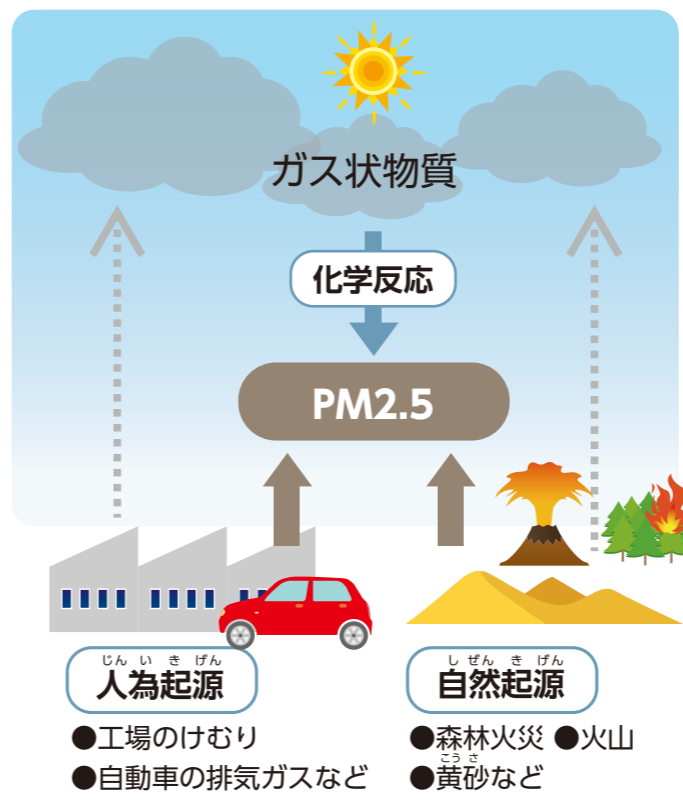 ガス状物質
化学反応
PM2.5
じん い き げん
人為起源
●工場のけむり
●自動車の排気ガスなど
し ぜん き げん
自然起源
●森林火災 ●火山
こう さ
●黄砂など